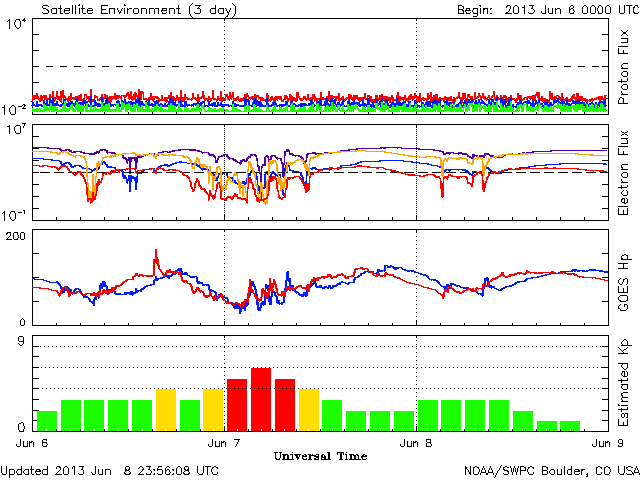 Satellite Environment (3 day) Begin: 2013 Jun 6 0000 UTC
10^4
Proton Flux
10^-2
10^7
Electron Flux
10^-1
200
GOES Hp
0
9
Estimated Kp
0
Jun 6 Jun 7 Jun 8 Jun 9
Universal Time
Updated 2013 Jun 8 23:56:08 UTC NOAA/SWPC Boulder, CO USA